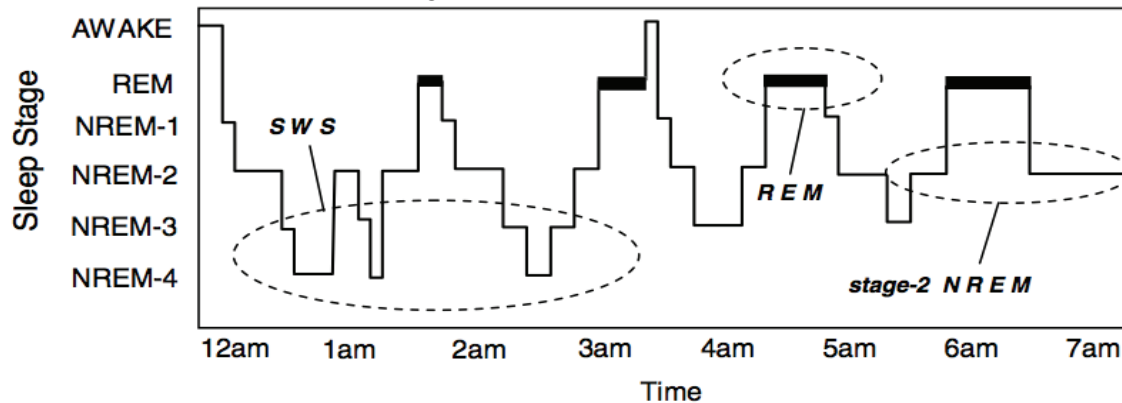 Sleep Stage
AWAKE
REM
NREM-1
NREM-2
NREM-3
NREM-4
S W S
R E M
stage-2 N R E M
12am 1am 2am 3am 4am 5am 6am 7am
Time